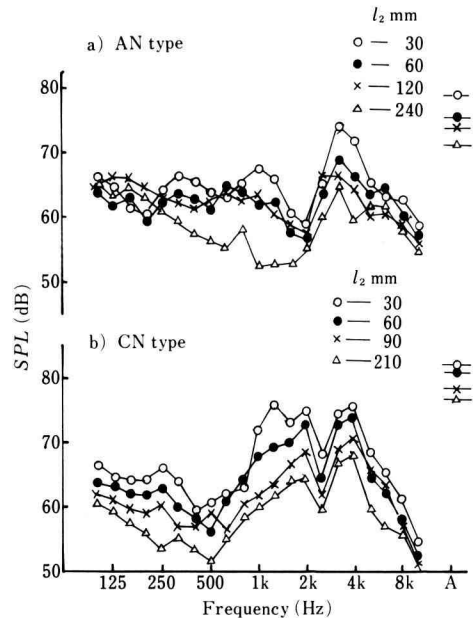 a) AN type
l₂ mm
○— 30
●— 60
×— 120
△— 240
80
70
60
50
SPL (dB)
b) CN type
l₂ mm
○— 30
●— 60
×— 90
△— 210
80
70
60
50
125 250 500 1k 2k 4k 8k A
Frequency (Hz)